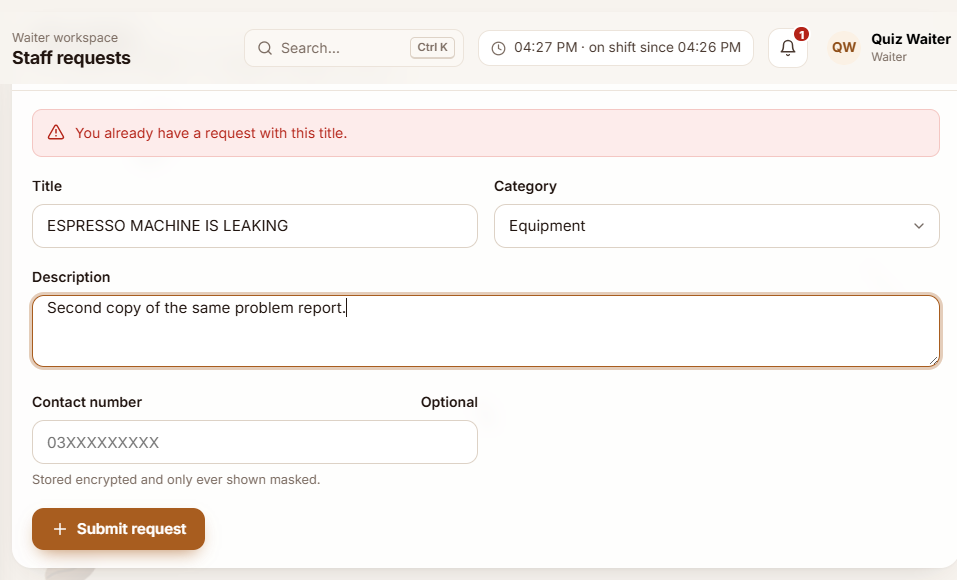 Waiter workspace
Staff requests
Search...
Ctrl K
04:27 PM · on shift since 04:26 PM
1
QW
Quiz Waiter
Waiter
You already have a request with this title.
Title
Category
ESPRESSO MACHINE IS LEAKING
Equipment
Description
Second copy of the same problem report.
Contact number
Optional
03XXXXXXXXX
Stored encrypted and only ever shown masked.
+ Submit request